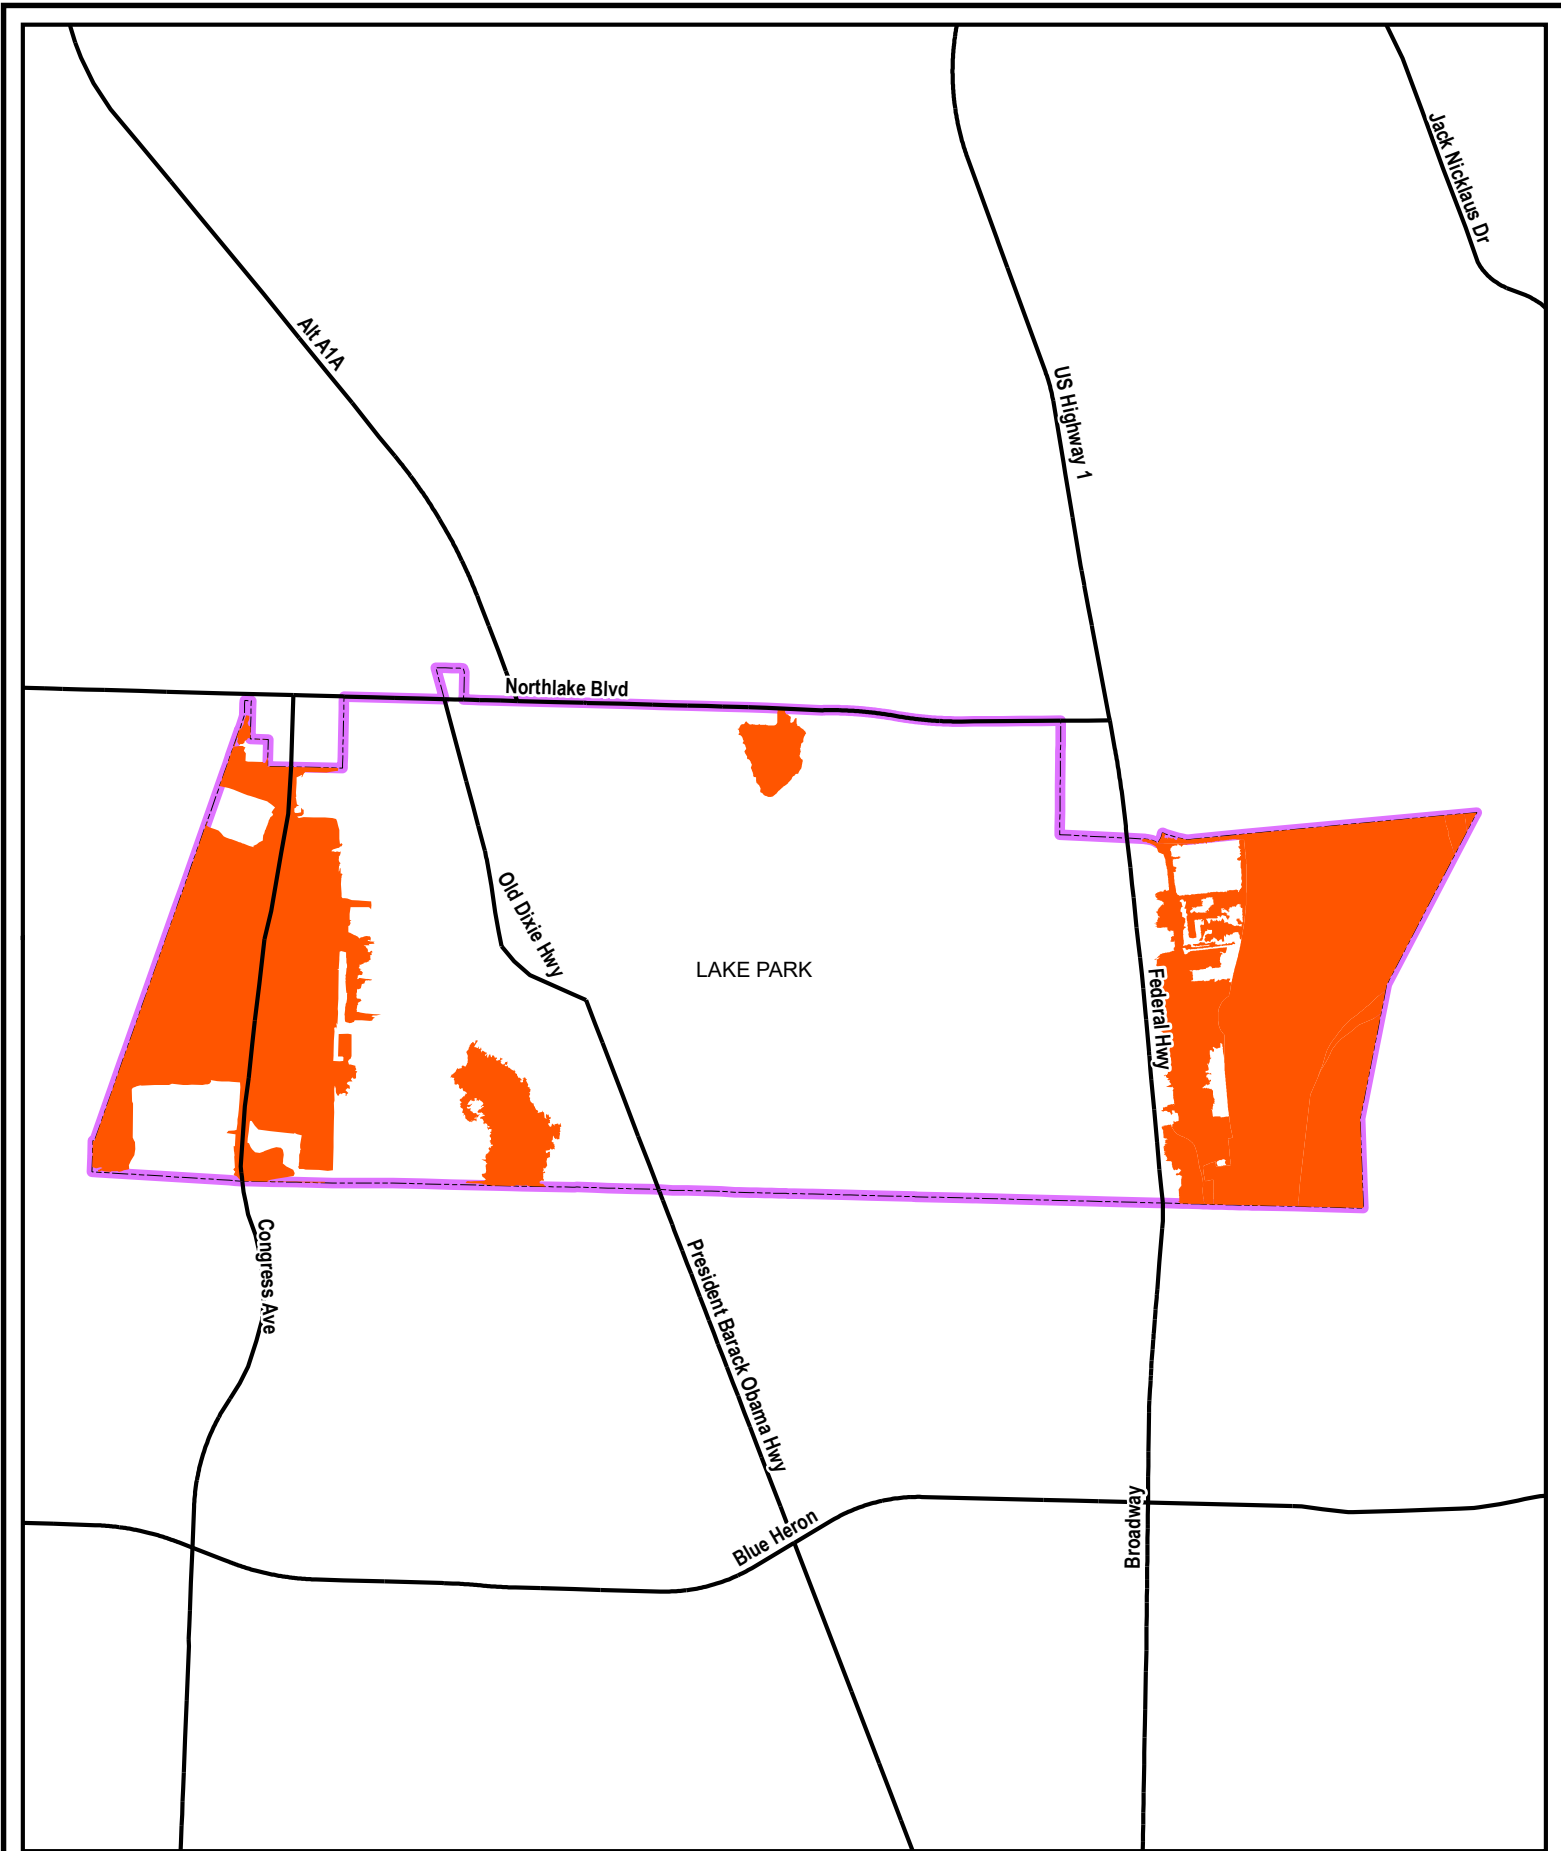 Jack Nicklaus Dr
Alt A1A
US Highway 1
Northlake Blvd
Old Dixie Hwy
LAKE PARK
Federal Hwy
Congress Ave
President Barack Obama Hwy
Blue Heron
Broadway